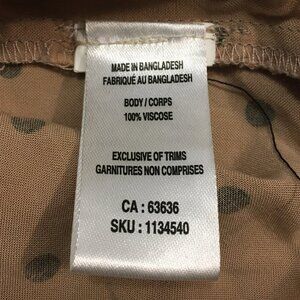 MADE IN BANGLADESH
FABRIQUÉ AU BANGLADESH
BODY / CORPS
100% VISCOSE
EXCLUSIVE OF TRIMS
GARNITURES NON COMPRISES
CA : 63636
SKU : 1134540